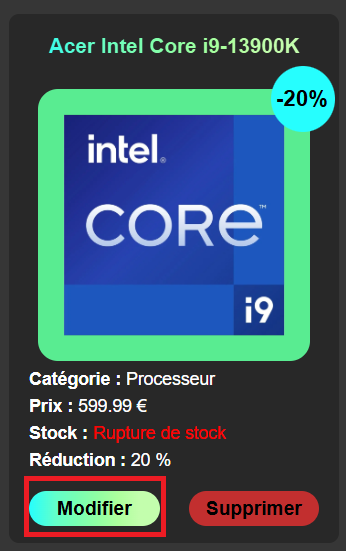 Acer Intel Core i9-13900K
-20%
intel.
CORE™
i9
Catégorie : Processeur
Prix : 599.99 €
Stock : Rupture de stock
Réduction : 20 %
Modifier
Supprimer